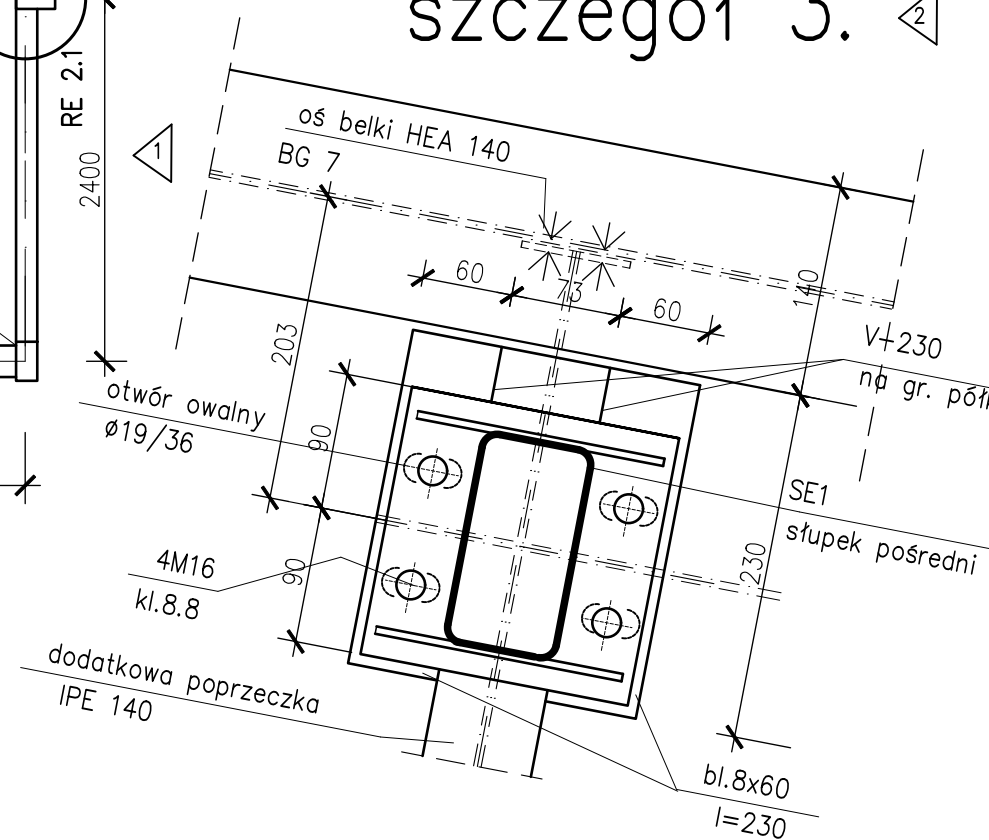 szczegół 3.
2
RE 2.1
2400
1
oś belki HEA 140
BG 7
60
73
60
140
203
V+230
na gr. półk
otwór owalny
ø19/36
90
SE1
słupek pośredni
4M16
kl.8.8
90
230
dodatkowa poprzeczka
IPE 140
bl.8x60
l=230